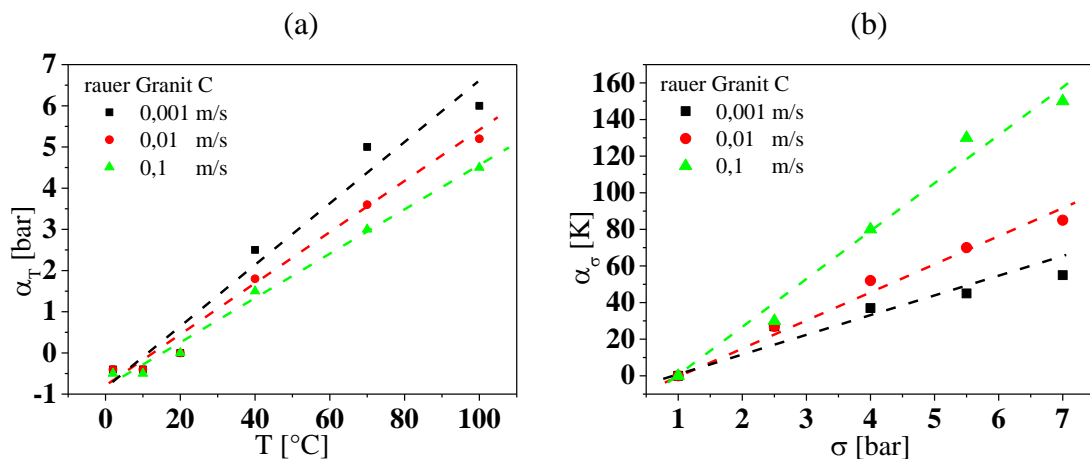 (a)
7
6
5
4
3
2
1
0
-1
α_T [bar]
rauer Granit C
0,001 m/s
0,01 m/s
0,1 m/s
0 20 40 60 80 100
T [°C]
(b)
160
140
120
100
80
60
40
20
0
α_σ [K]
rauer Granit C
0,001 m/s
0,01 m/s
0,1 m/s
1 2 3 4 5 6 7
σ [bar]